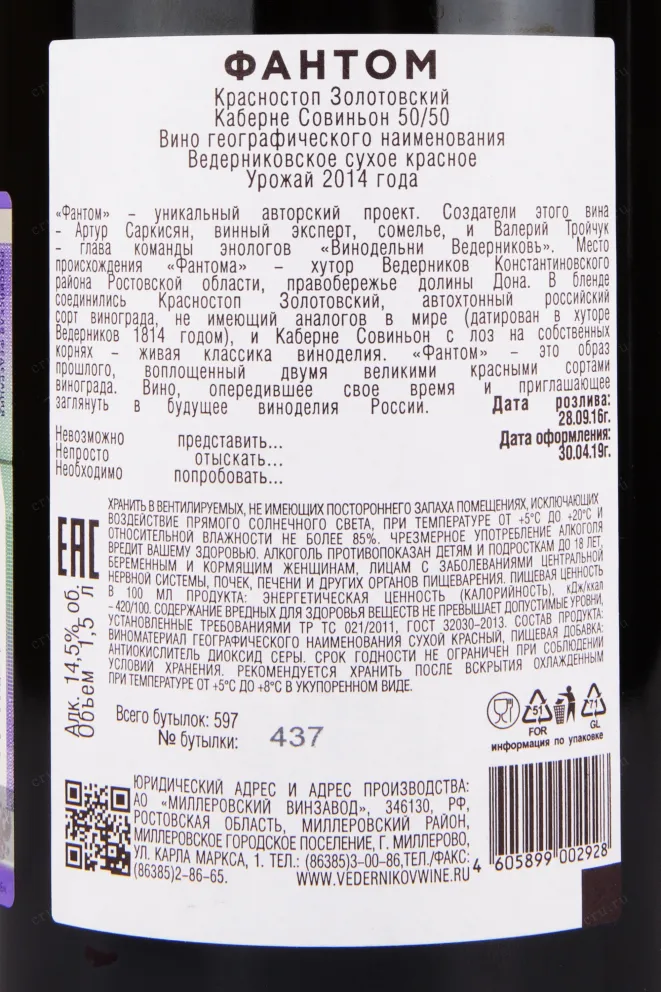 ФАНТОМ
Красностоп Золотовский
Каберне Совиньон 50/50
Вино географического наименования
Ведерниковское сухое красное
Урожай 2014 года
«Фантом» – уникальный авторский проект. Создатели этого вина
– Артур Саркисян, винный эксперт, сомелье, и Валерий Тройчук
– глава команды энологов «Винодельни Ведерниковъ». Место
происхождения «Фантома» – хутор Ведерников Константиновского
района Ростовской области, правобережье долины Дона. В бленде
соединились Красностоп Золотовский, автохтонный российский
сорт винограда, не имеющий аналогов в мире (датирован в хуторе
Ведерников 1814 годом), и Каберне Совиньон с лоз на собственных
корнях – живая классика виноделия. «Фантом» – это образ
прошлого, воплощенный двумя великими красными сортами
винограда. Вино, опередившее свое время и приглашающее
заглянуть в будущее виноделия России.
Дата розлива:
28.09.16г.
Дата оформления:
30.04.19г.
Невозможно представить...
Непросто отыскать...
Необходимо попробовать...
ХРАНИТЬ В ВЕНТИЛИРУЕМЫХ, НЕ ИМЕЮЩИХ ПОСТОРОННЕГО ЗАПАХА ПОМЕЩЕНИЯХ, ИСКЛЮЧАЮЩИХ
ВОЗДЕЙСТВИЕ ПРЯМОГО СОЛНЕЧНОГО СВЕТА, ПРИ ТЕМПЕРАТУРЕ ОТ +5°С ДО +20°С И
ОТНОСИТЕЛЬНОЙ ВЛАЖНОСТИ НЕ БОЛЕЕ 85%. ЧРЕЗМЕРНОЕ УПОТРЕБЛЕНИЕ АЛКОГОЛЯ
ВРЕДИТ ВАШЕМУ ЗДОРОВЬЮ. АЛКОГОЛЬ ПРОТИВОПОКАЗАН ДЕТЯМ И ПОДРОСТКАМ ДО 18 ЛЕТ,
БЕРЕМЕННЫМ И КОРМЯЩИМ ЖЕНЩИНАМ, ЛИЦАМ С ЗАБОЛЕВАНИЯМИ ЦЕНТРАЛЬНОЙ
НЕРВНОЙ СИСТЕМЫ, ПОЧЕК, ПЕЧЕНИ И ДРУГИХ ОРГАНОВ ПИЩЕВАРЕНИЯ. ПИЩЕВАЯ ЦЕННОСТЬ
В 100 МЛ ПРОДУКТА: ЭНЕРГЕТИЧЕСКАЯ ЦЕННОСТЬ (КАЛОРИЙНОСТЬ), кДж/ккал
- 420/100. СОДЕРЖАНИЕ ВРЕДНЫХ ДЛЯ ЗДОРОВЬЯ ВЕЩЕСТВ НЕ ПРЕВЫШАЕТ ДОПУСТИМЫЕ УРОВНИ,
УСТАНОВЛЕННЫЕ ТРЕБОВАНИЯМИ ТР ТС 021/2011, ГОСТ 32030-2013. СОСТАВ ПРОДУКТА:
ВИНОМАТЕРИАЛ ГЕОГРАФИЧЕСКОГО НАИМЕНОВАНИЯ СУХОЙ КРАСНЫЙ, ПИЩЕВАЯ ДОБАВКА:
АНТИОКИСЛИТЕЛЬ ДИОКСИД СЕРЫ. СРОК ГОДНОСТИ НЕ ОГРАНИЧЕН ПРИ СОБЛЮДЕНИИ
УСЛОВИЙ ХРАНЕНИЯ. РЕКОМЕНДУЕТСЯ ХРАНИТЬ ПОСЛЕ ВСКРЫТИЯ ОХЛАЖДЕННЫМ
ПРИ ТЕМПЕРАТУРЕ ОТ +5°С ДО +8°С В УКУПОРЕННОМ ВИДЕ.
ЕАС
Алк. 14,5% об.
Объем 1,5 л
Всего бутылок: 597
№ бутылки: 437
51
FOR
71
GL
информация по упаковке
ЮРИДИЧЕСКИЙ АДРЕС И АДРЕС ПРОИЗВОДСТВА:
АО «МИЛЛЕРОВСКИЙ ВИНЗАВОД», 346130, РФ,
РОСТОВСКАЯ ОБЛАСТЬ, МИЛЛЕРОВСКИЙ РАЙОН,
МИЛЛЕРОВСКОЕ ГОРОДСКОЕ ПОСЕЛЕНИЕ, Г. МИЛЛЕРОВО,
УЛ. КАРЛА МАРКСА, 1. ТЕЛ.: (86385)3-00-86,ТЕЛ./ФАКС:
(86385)2-86-65. WWW.VEDERNIKOVWINE.RU
4 605899 002928